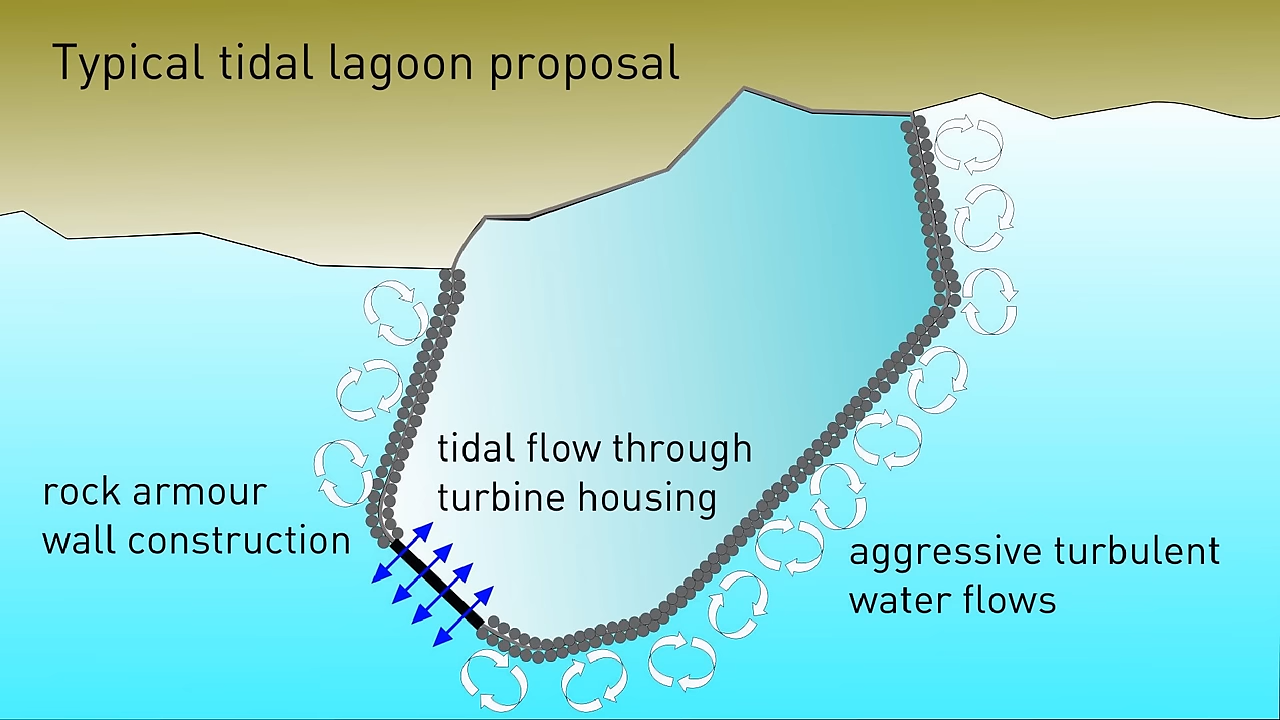 Typical tidal lagoon proposal
tidal flow through
turbine housing
rock armour
wall construction
aggressive turbulent
water flows